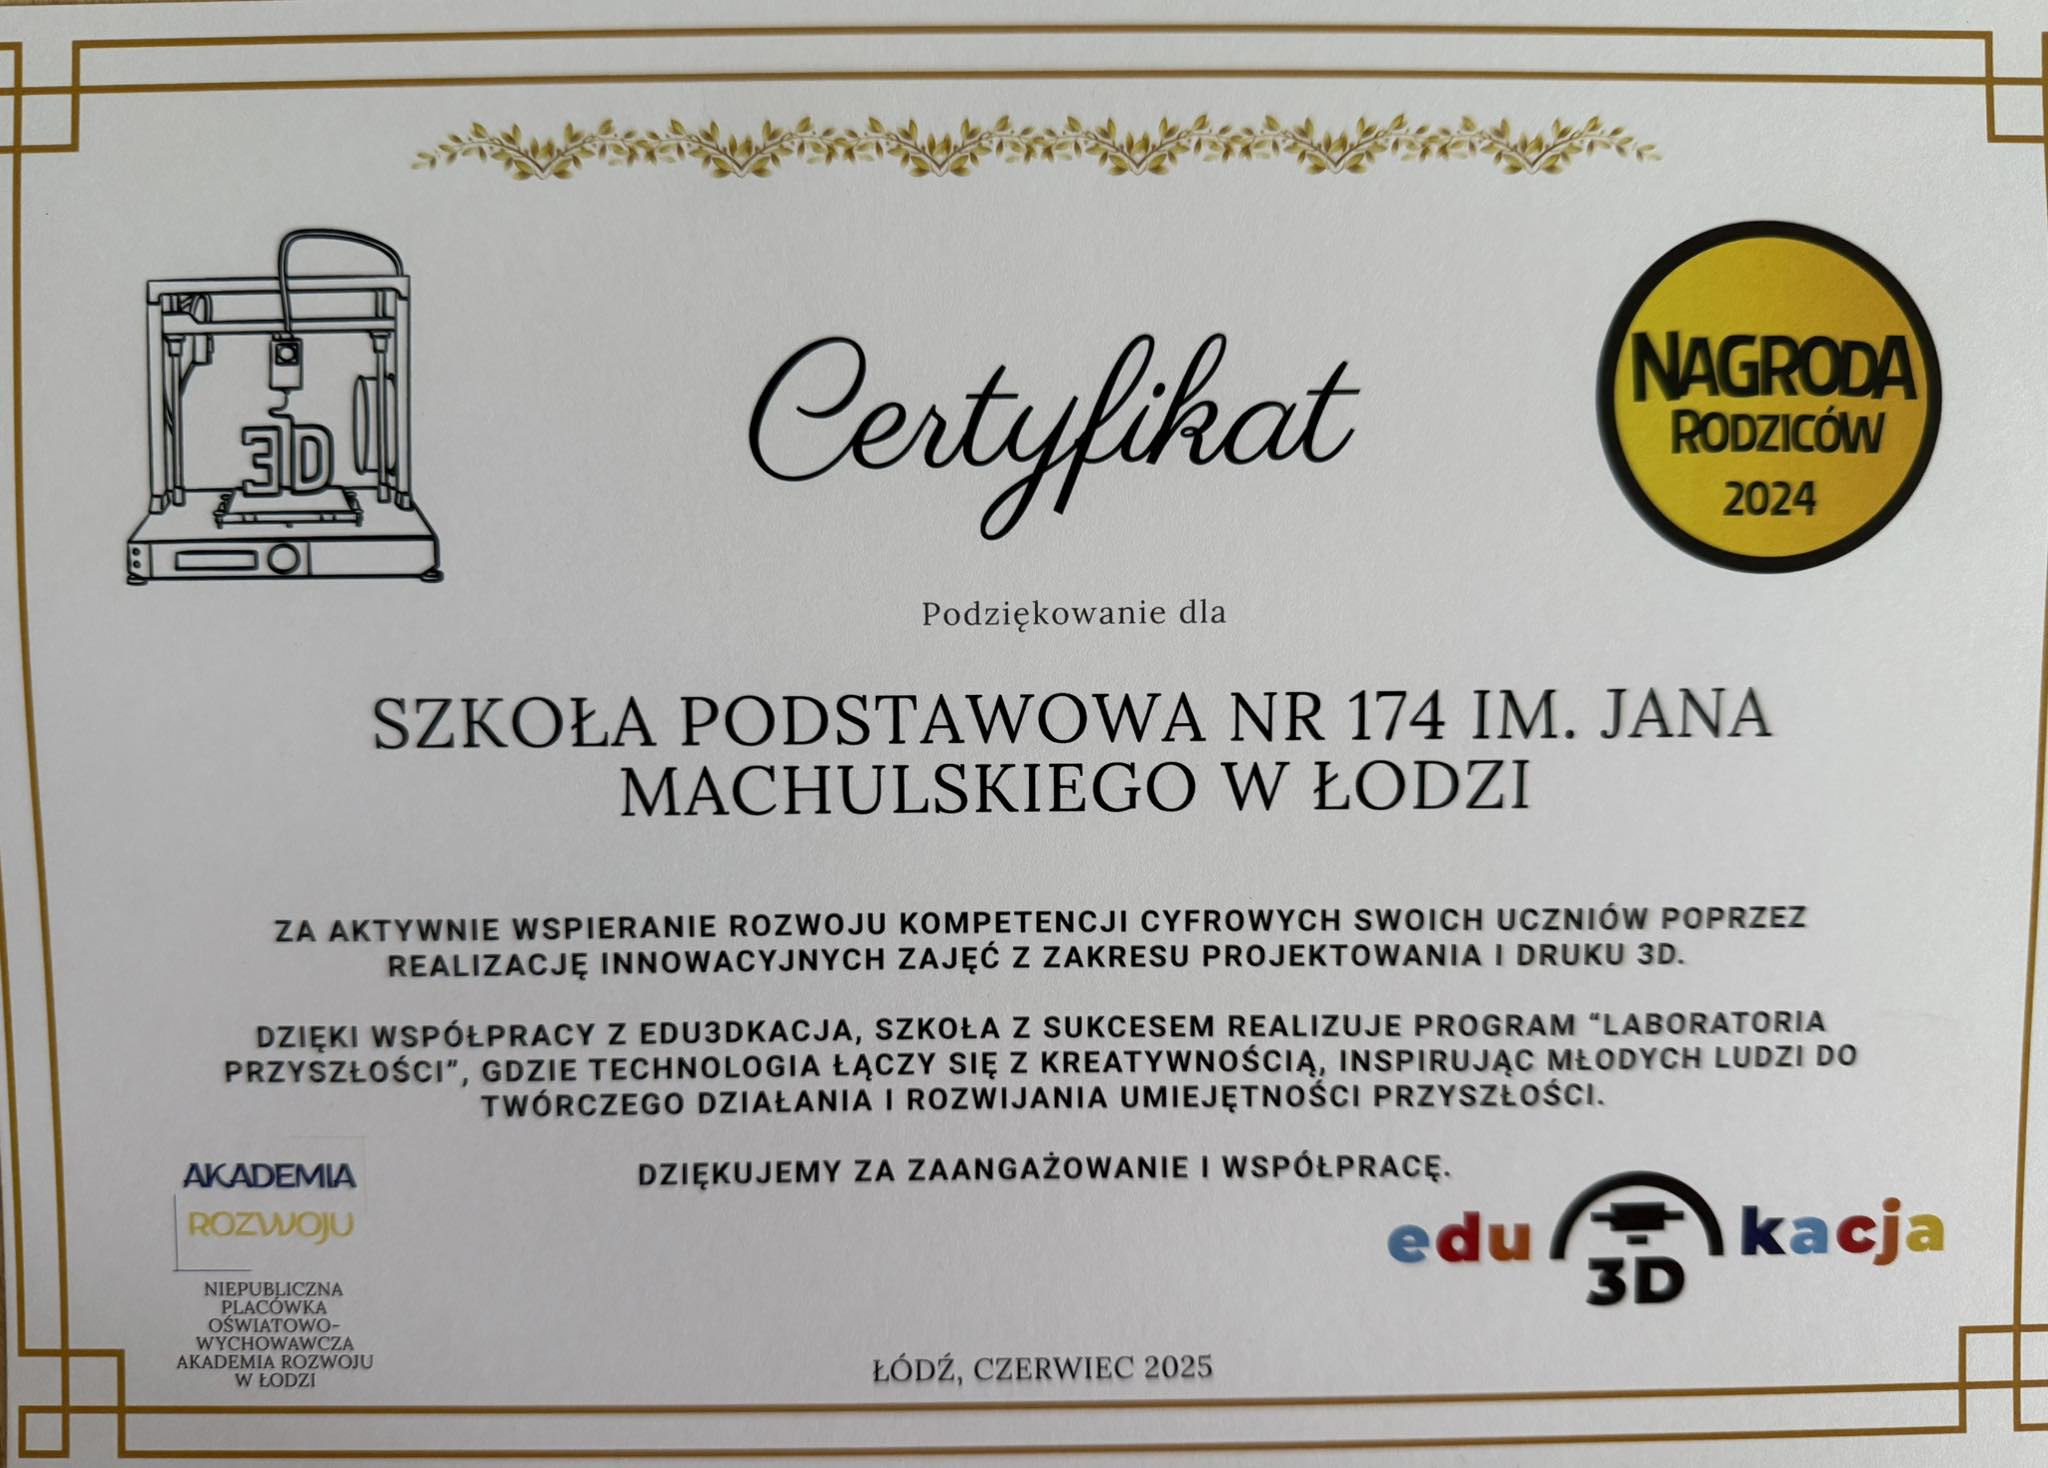 3D
Certyfikat
NAGRODA
RODZICÓW
2024
Podziękowanie dla
SZKOŁA PODSTAWOWA NR 174 IM. JANA
MACHULSKIEGO W ŁODZI
ZA AKTYWNIE WSPIERANIE ROZWOJU KOMPETENCJI CYFROWYCH SWOICH UCZNIÓW POPRZEZ
REALIZACJĘ INNOWACYJNYCH ZAJĘĆ Z ZAKRESU PROJEKTOWANIA I DRUKU 3D.
DZIĘKI WSPÓŁPRACY Z EDU3DKACJA, SZKOŁA Z SUKCESEM REALIZUJE PROGRAM “LABORATORIA
PRZYSZŁOŚCI”, GDZIE TECHNOLOGIA ŁĄCZY SIĘ Z KREATYWNOŚCIĄ, INSPIRUJĄC MŁODYCH LUDZI DO
TWÓRCZEGO DZIAŁANIA I ROZWIJANIA UMIEJĘTNOŚCI PRZYSZŁOŚCI.
DZIĘKUJEMY ZA ZAANGAŻOWANIE I WSPÓŁPRACĘ.
AKADEMIA
ROZWOJU
NIEPUBLICZNA
PLACÓWKA
OŚWIATOWO-
WYCHOWAWCZA
AKADEMIA ROZWOJU
W ŁODZI
edu 3D kacja
ŁÓDŹ, CZERWIEC 2025